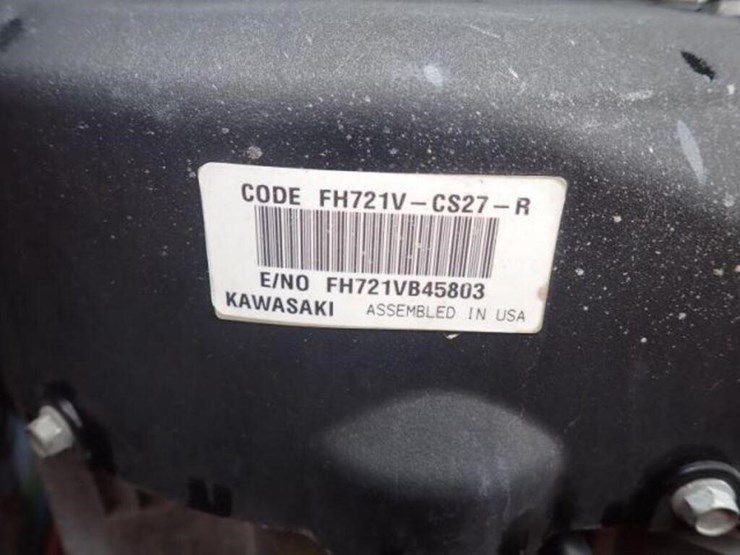 CODE FH721V-CS27-R
E/NO FH721VB45803
KAWASAKI ASSEMBLED IN USA